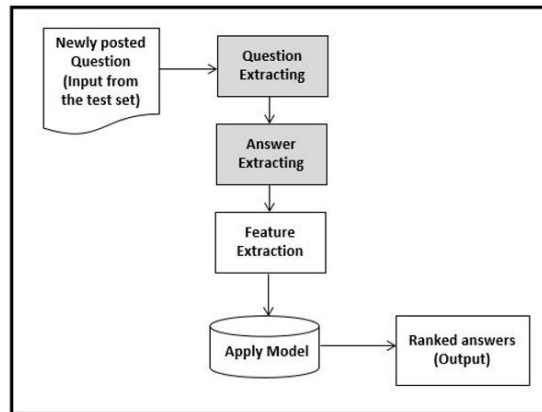 Newly posted
Question
(Input from
the test set)
Question
Extracting
Answer
Extracting
Feature
Extraction
Apply Model
Ranked answers
(Output)